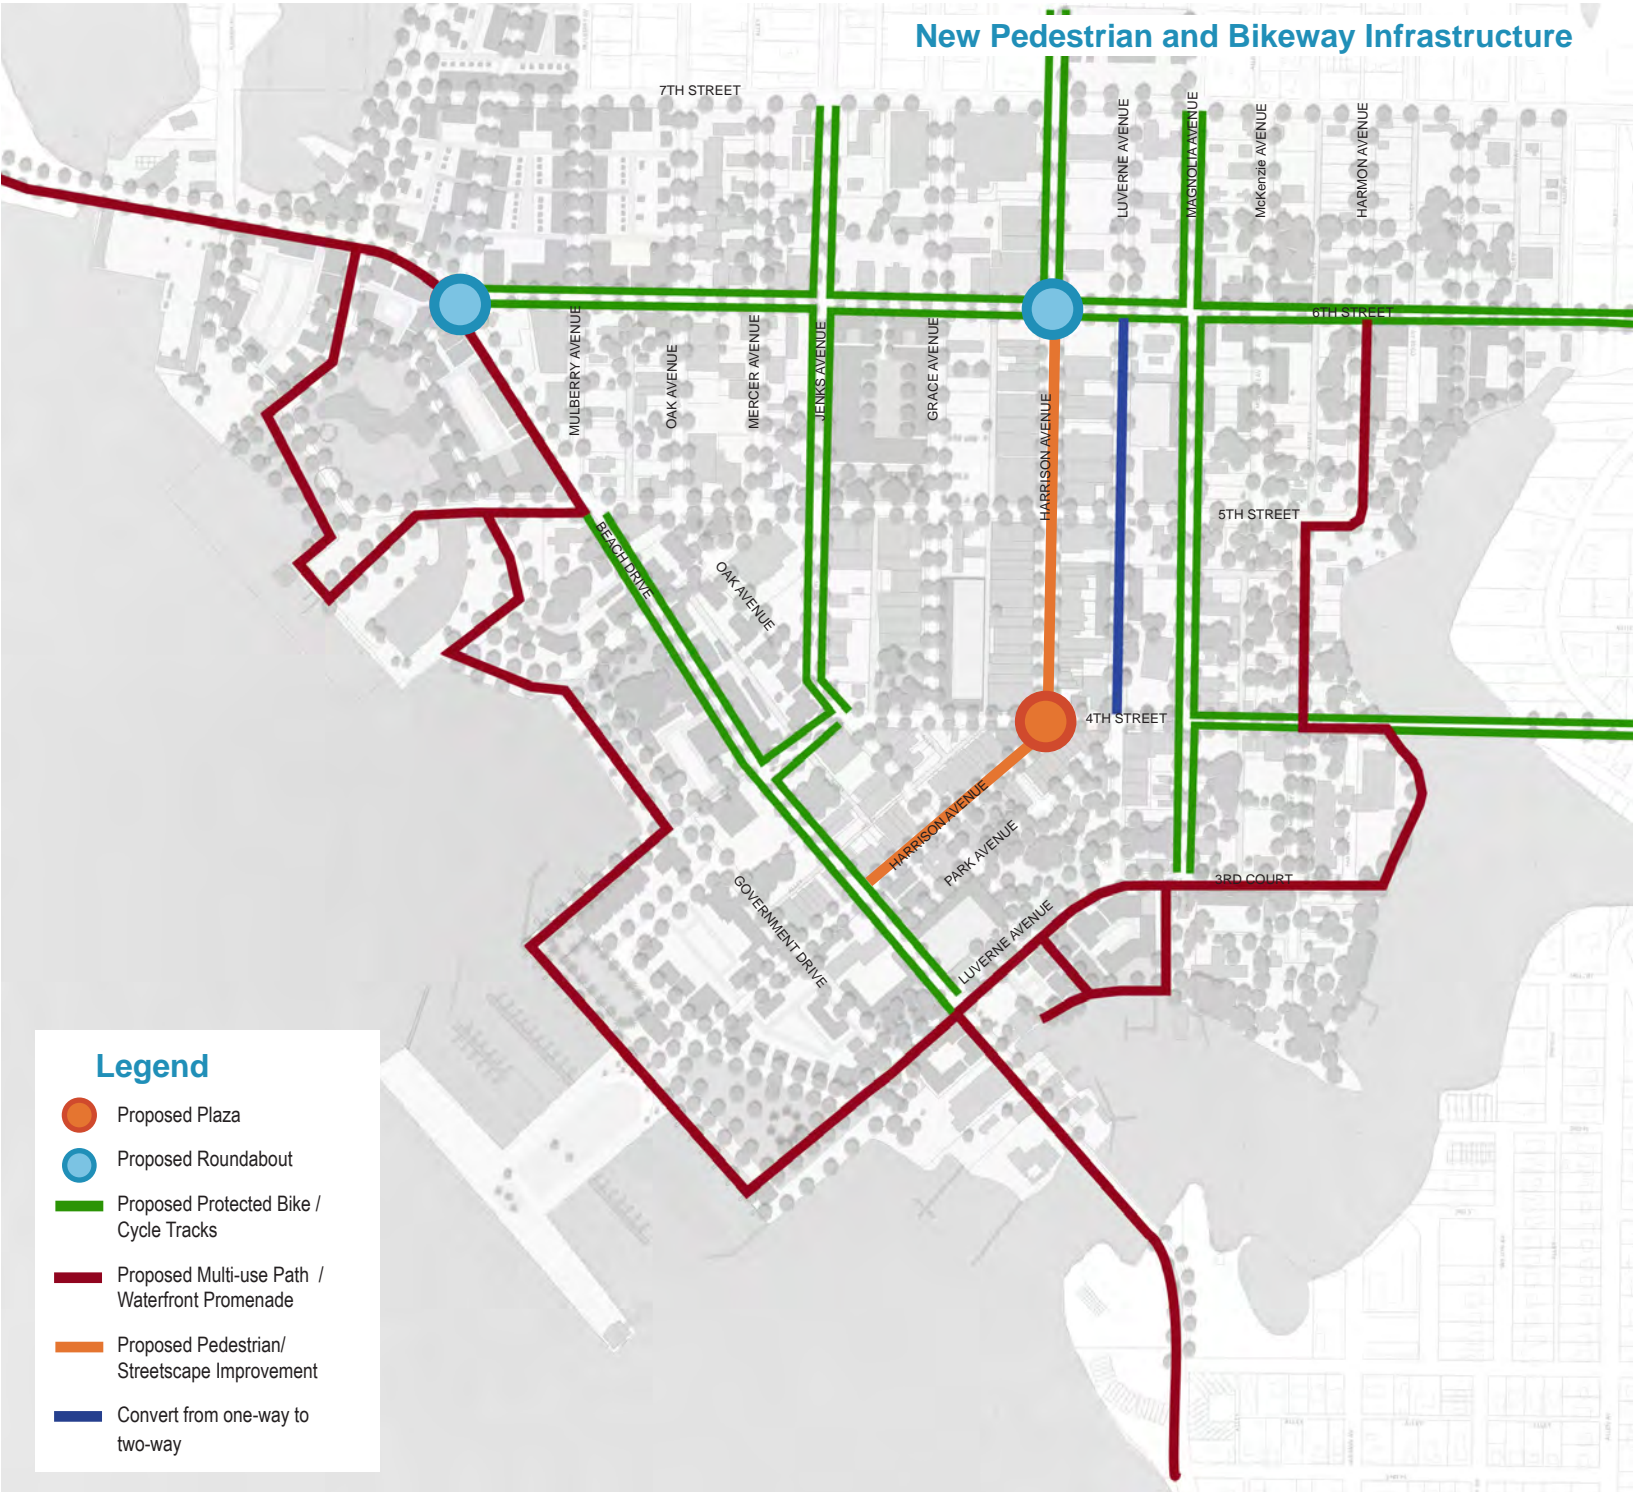 New Pedestrian and Bikeway Infrastructure
7TH STREET
LUVERNE AVENUE
MAGNOLIA AVENUE
McKenzie AVENUE
HARMON AVENUE
6TH STREET
MULBERRY AVENUE
OAK AVENUE
MERCER AVENUE
JENKS AVENUE
GRACE AVENUE
HARRISON AVENUE
5TH STREET
BEACH DRIVE
OAK AVENUE
4TH STREET
HARRISON AVENUE
PARK AVENUE
3RD COURT
GOVERNMENT DRIVE
LUVERNE AVENUE
Legend
Proposed Plaza
Proposed Roundabout
Proposed Protected Bike /
Cycle Tracks
Proposed Multi-use Path /
Waterfront Promenade
Proposed Pedestrian/
Streetscape Improvement
Convert from one-way to
two-way